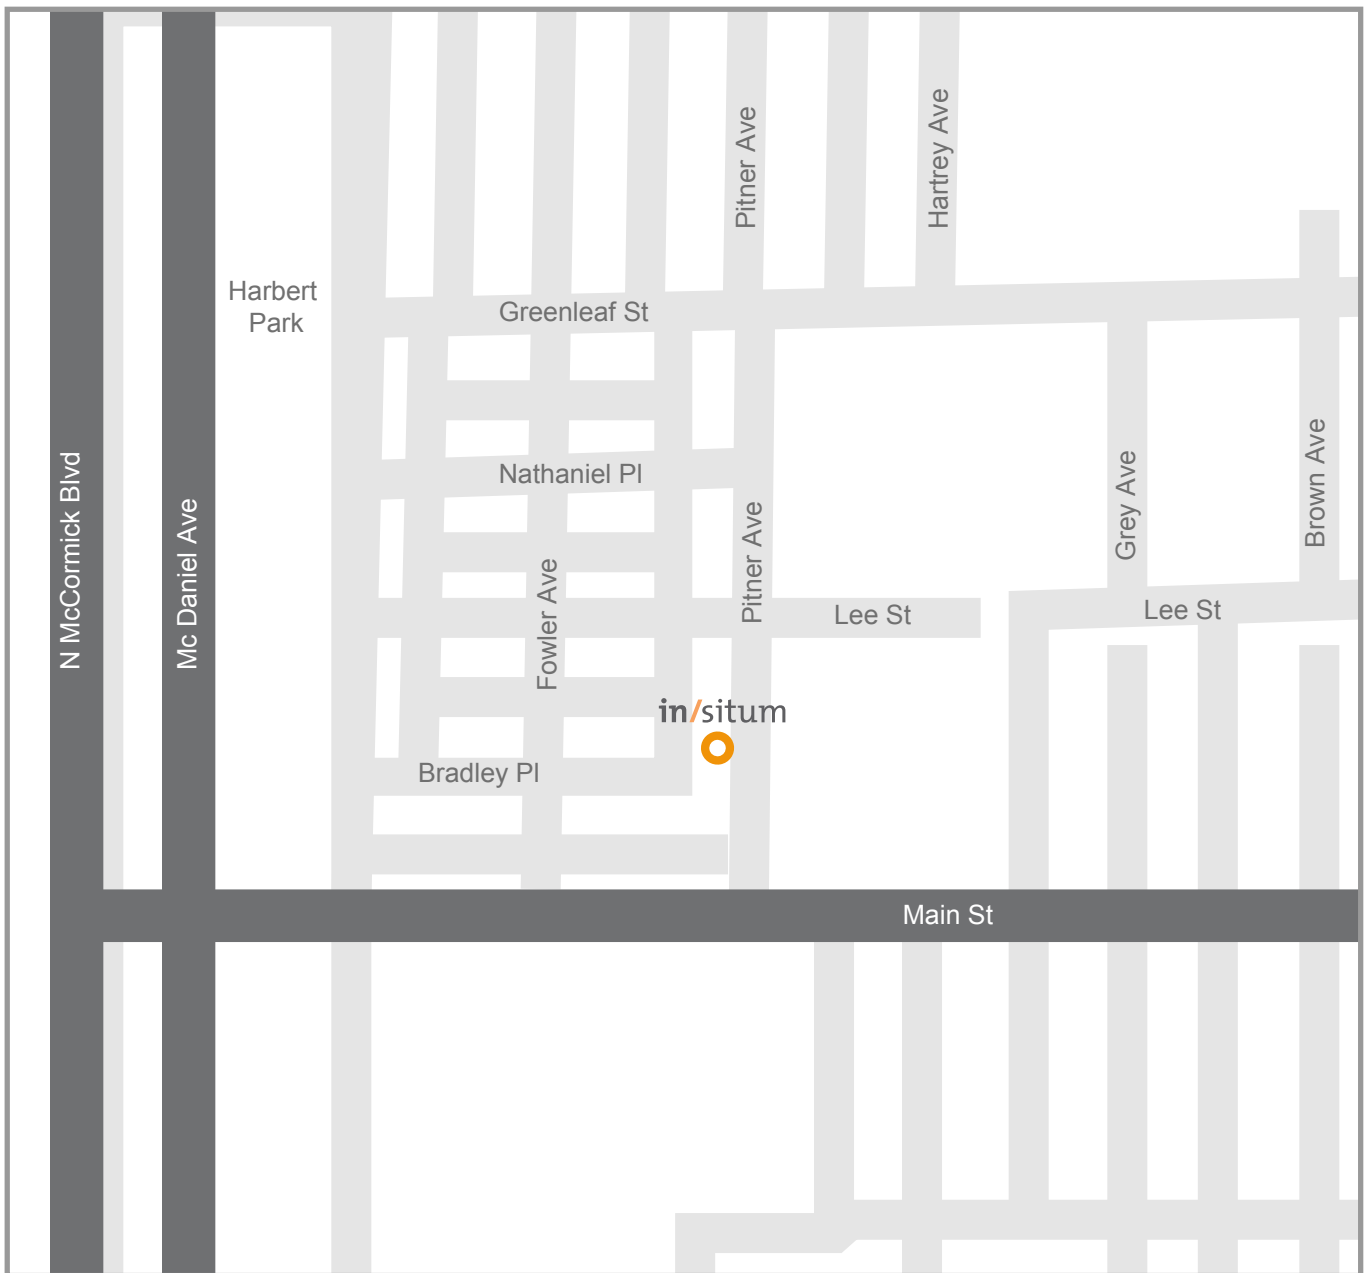 Pitner Ave
Hartrey Ave
Harbert
Park
Greenleaf St
N McCormick Blvd
Mc Daniel Ave
Nathaniel Pl
Fowler Ave
Pitner Ave
Grey Ave
Brown Ave
Lee St
Lee St
in/situm
Bradley Pl
Main St